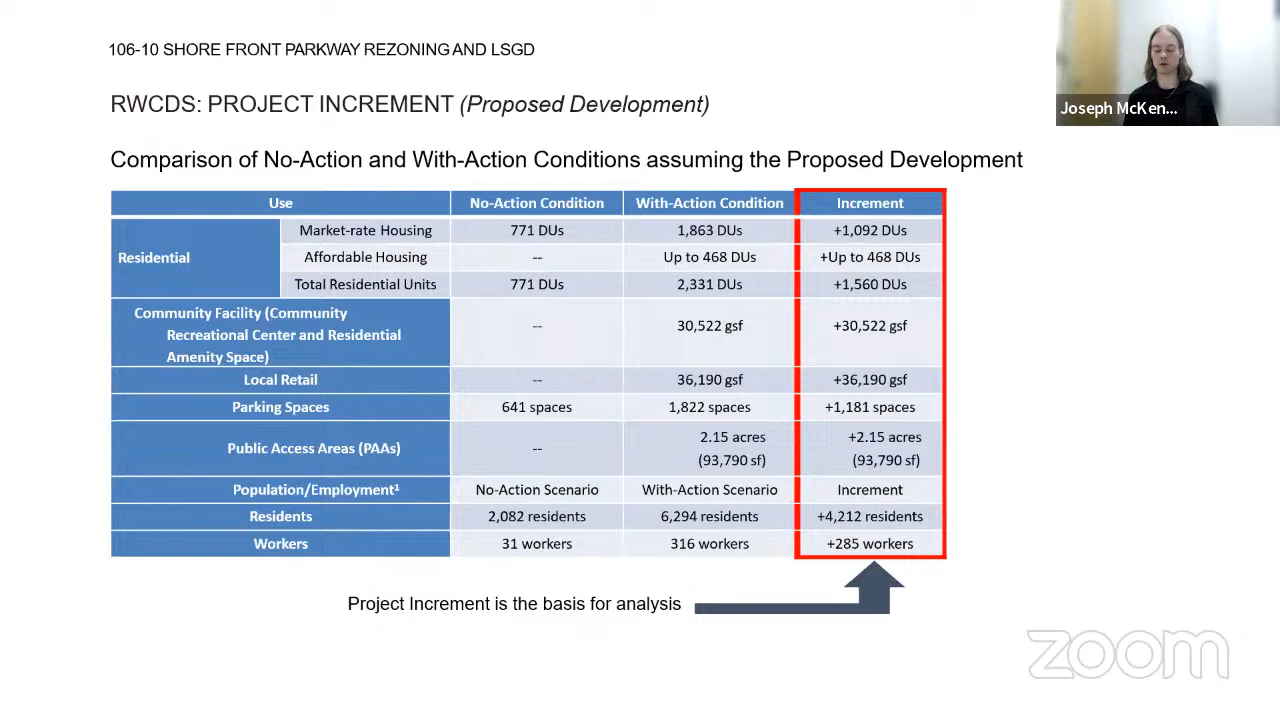 106-10 SHORE FRONT PARKWAY REZONING AND LSGD
Joseph McKen...
RWCDS: PROJECT INCREMENT (Proposed Development)
Comparison of No-Action and With-Action Conditions assuming the Proposed Development
Use No-Action Condition With-Action Condition Increment
Market-rate Housing 771 DUs 1,863 DUs +1,092 DUs
Residential Affordable Housing -- Up to 468 DUs +Up to 468 DUs
Total Residential Units 771 DUs 2,331 DUs +1,560 DUs
Community Facility (Community
Recreational Center and Residential -- 30,522 gsf +30,522 gsf
Amenity Space)
Local Retail -- 36,190 gsf +36,190 gsf
Parking Spaces 641 spaces 1,822 spaces +1,181 spaces
2.15 acres +2.15 acres
Public Access Areas (PAAs) --
(93,790 sf) (93,790 sf)
Population/Employment¹ No-Action Scenario With-Action Scenario Increment
Residents 2,082 residents 6,294 residents +4,212 residents
Workers 31 workers 316 workers +285 workers
Project Increment is the basis for analysis
zoom